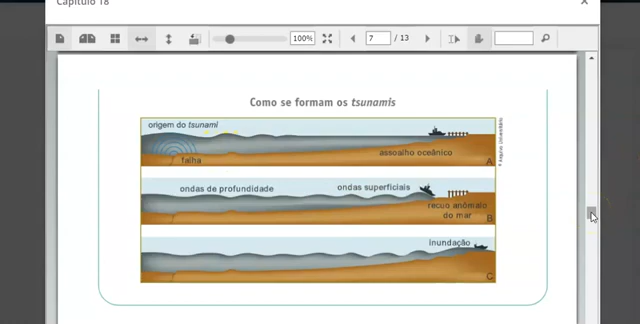 Capítulo 18
100%
7 / 13
Como se formam os tsunamis
origem do tsunami
falha
assoalho oceânico
A
ondas de profundidade
ondas superficiais
recuo anômalo
do mar
B
inundação
C